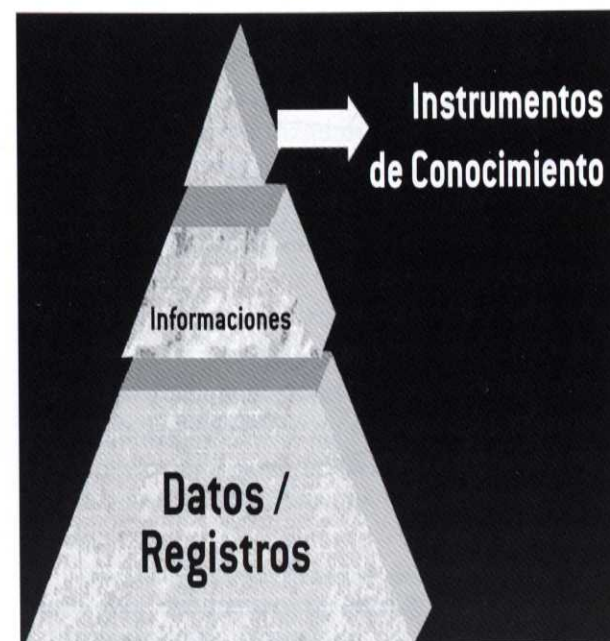 Instrumentos
de Conocimiento
Informaciones
Datos /
Registros